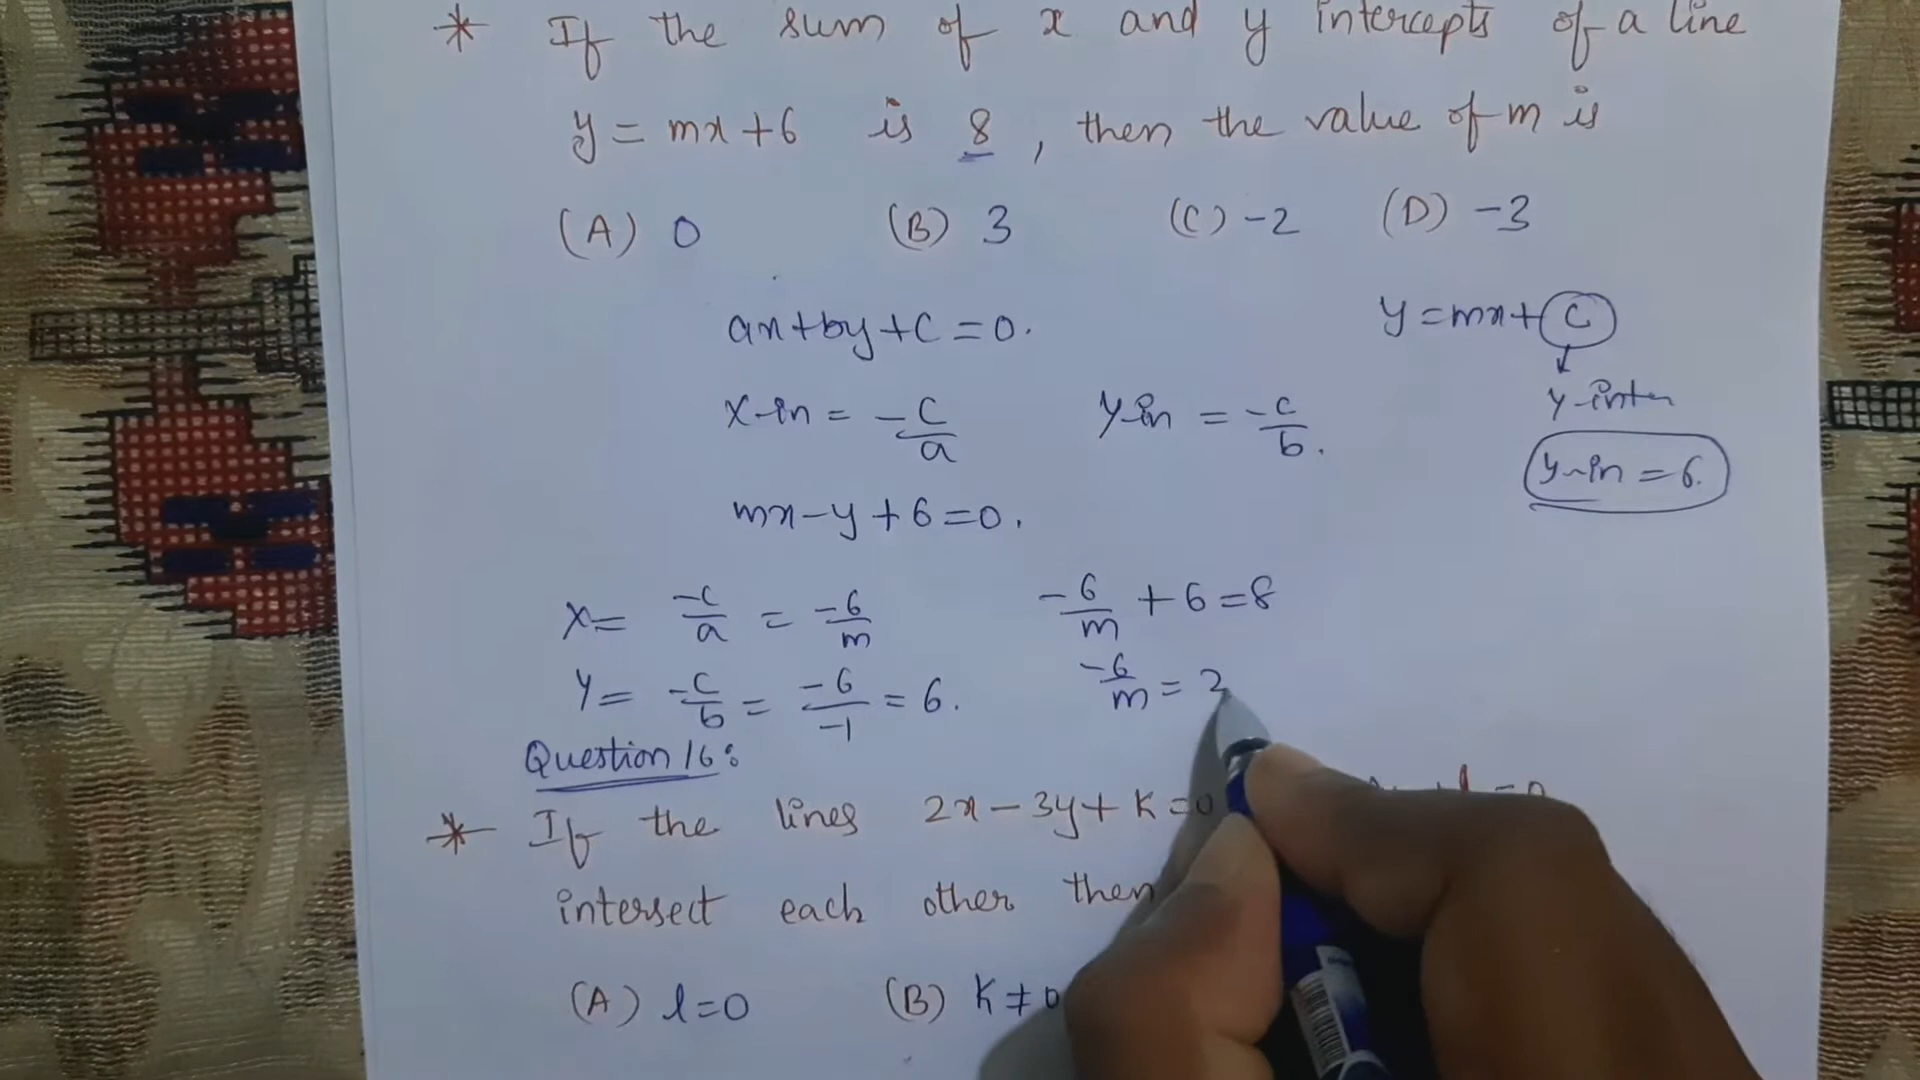 * If the sum of x and y intercepts of a line
y = mx + 6 is 8, then the value of m is
(A) 0 (B) 3 (C) -2 (D) -3
ax+by+c=0.
y=mx+c
x-in = -c/a y-in = -c/b.
y-inter
y-in = 6.
mx-y+6=0.
x= -c/a = -6/m
-6/m + 6 = 8
y= -c/b = -6/-1 = 6.
-6/m = 2
Question 16:
* If the lines 2x-3y+k=0 =0
intersect each other then
(A) l=0 (B) k≠0